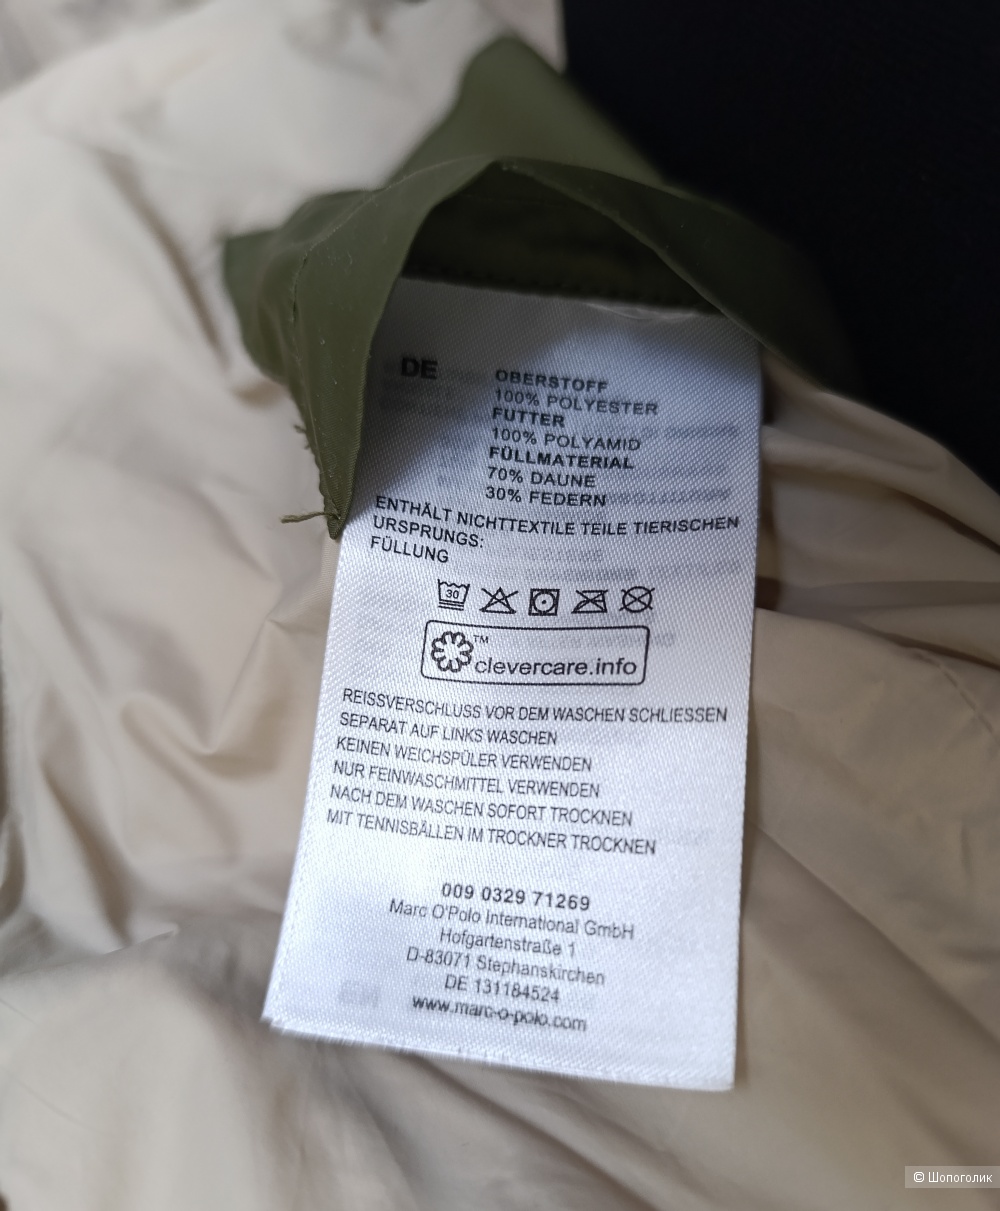 DE
OBERSTOFF
100% POLYESTER
FUTTER
100% POLYAMID
FÜLLMATERIAL
70% DAUNE
30% FEDERN
ENTHÄLT NICHTTEXTILE TEILE TIERISCHEN
URSPRUNGS:
FÜLLUNG
30
™
clevercare.info
REISSVERSCHLUSS VOR DEM WASCHEN SCHLIESSEN
SEPARAT AUF LINKS WASCHEN
KEINEN WEICHSPÜLER VERWENDEN
NUR FEINWASCHMITTEL VERWENDEN
NACH DEM WASCHEN SOFORT TROCKNEN
MIT TENNISBÄLLEN IM TROCKNER TROCKNEN
009 0329 71269
Marc O'Polo International GmbH
Hofgartenstraße 1
D-83071 Stephanskirchen
DE 131184524
www.marc-o-polo.com
© Шопоголик